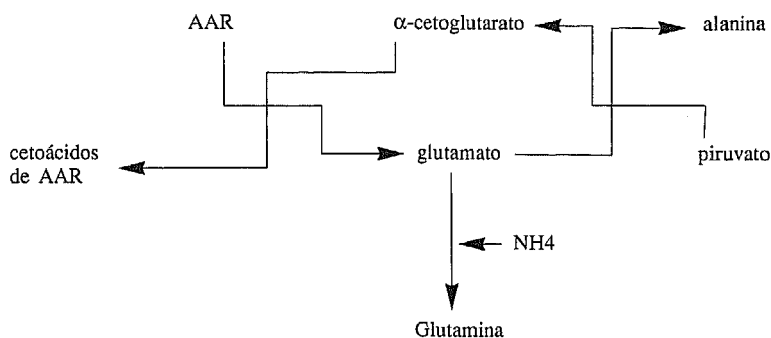 AAR
α-cetoglutarato
alanina
cetoácidos
de AAR
glutamato
piruvato
NH4
Glutamina